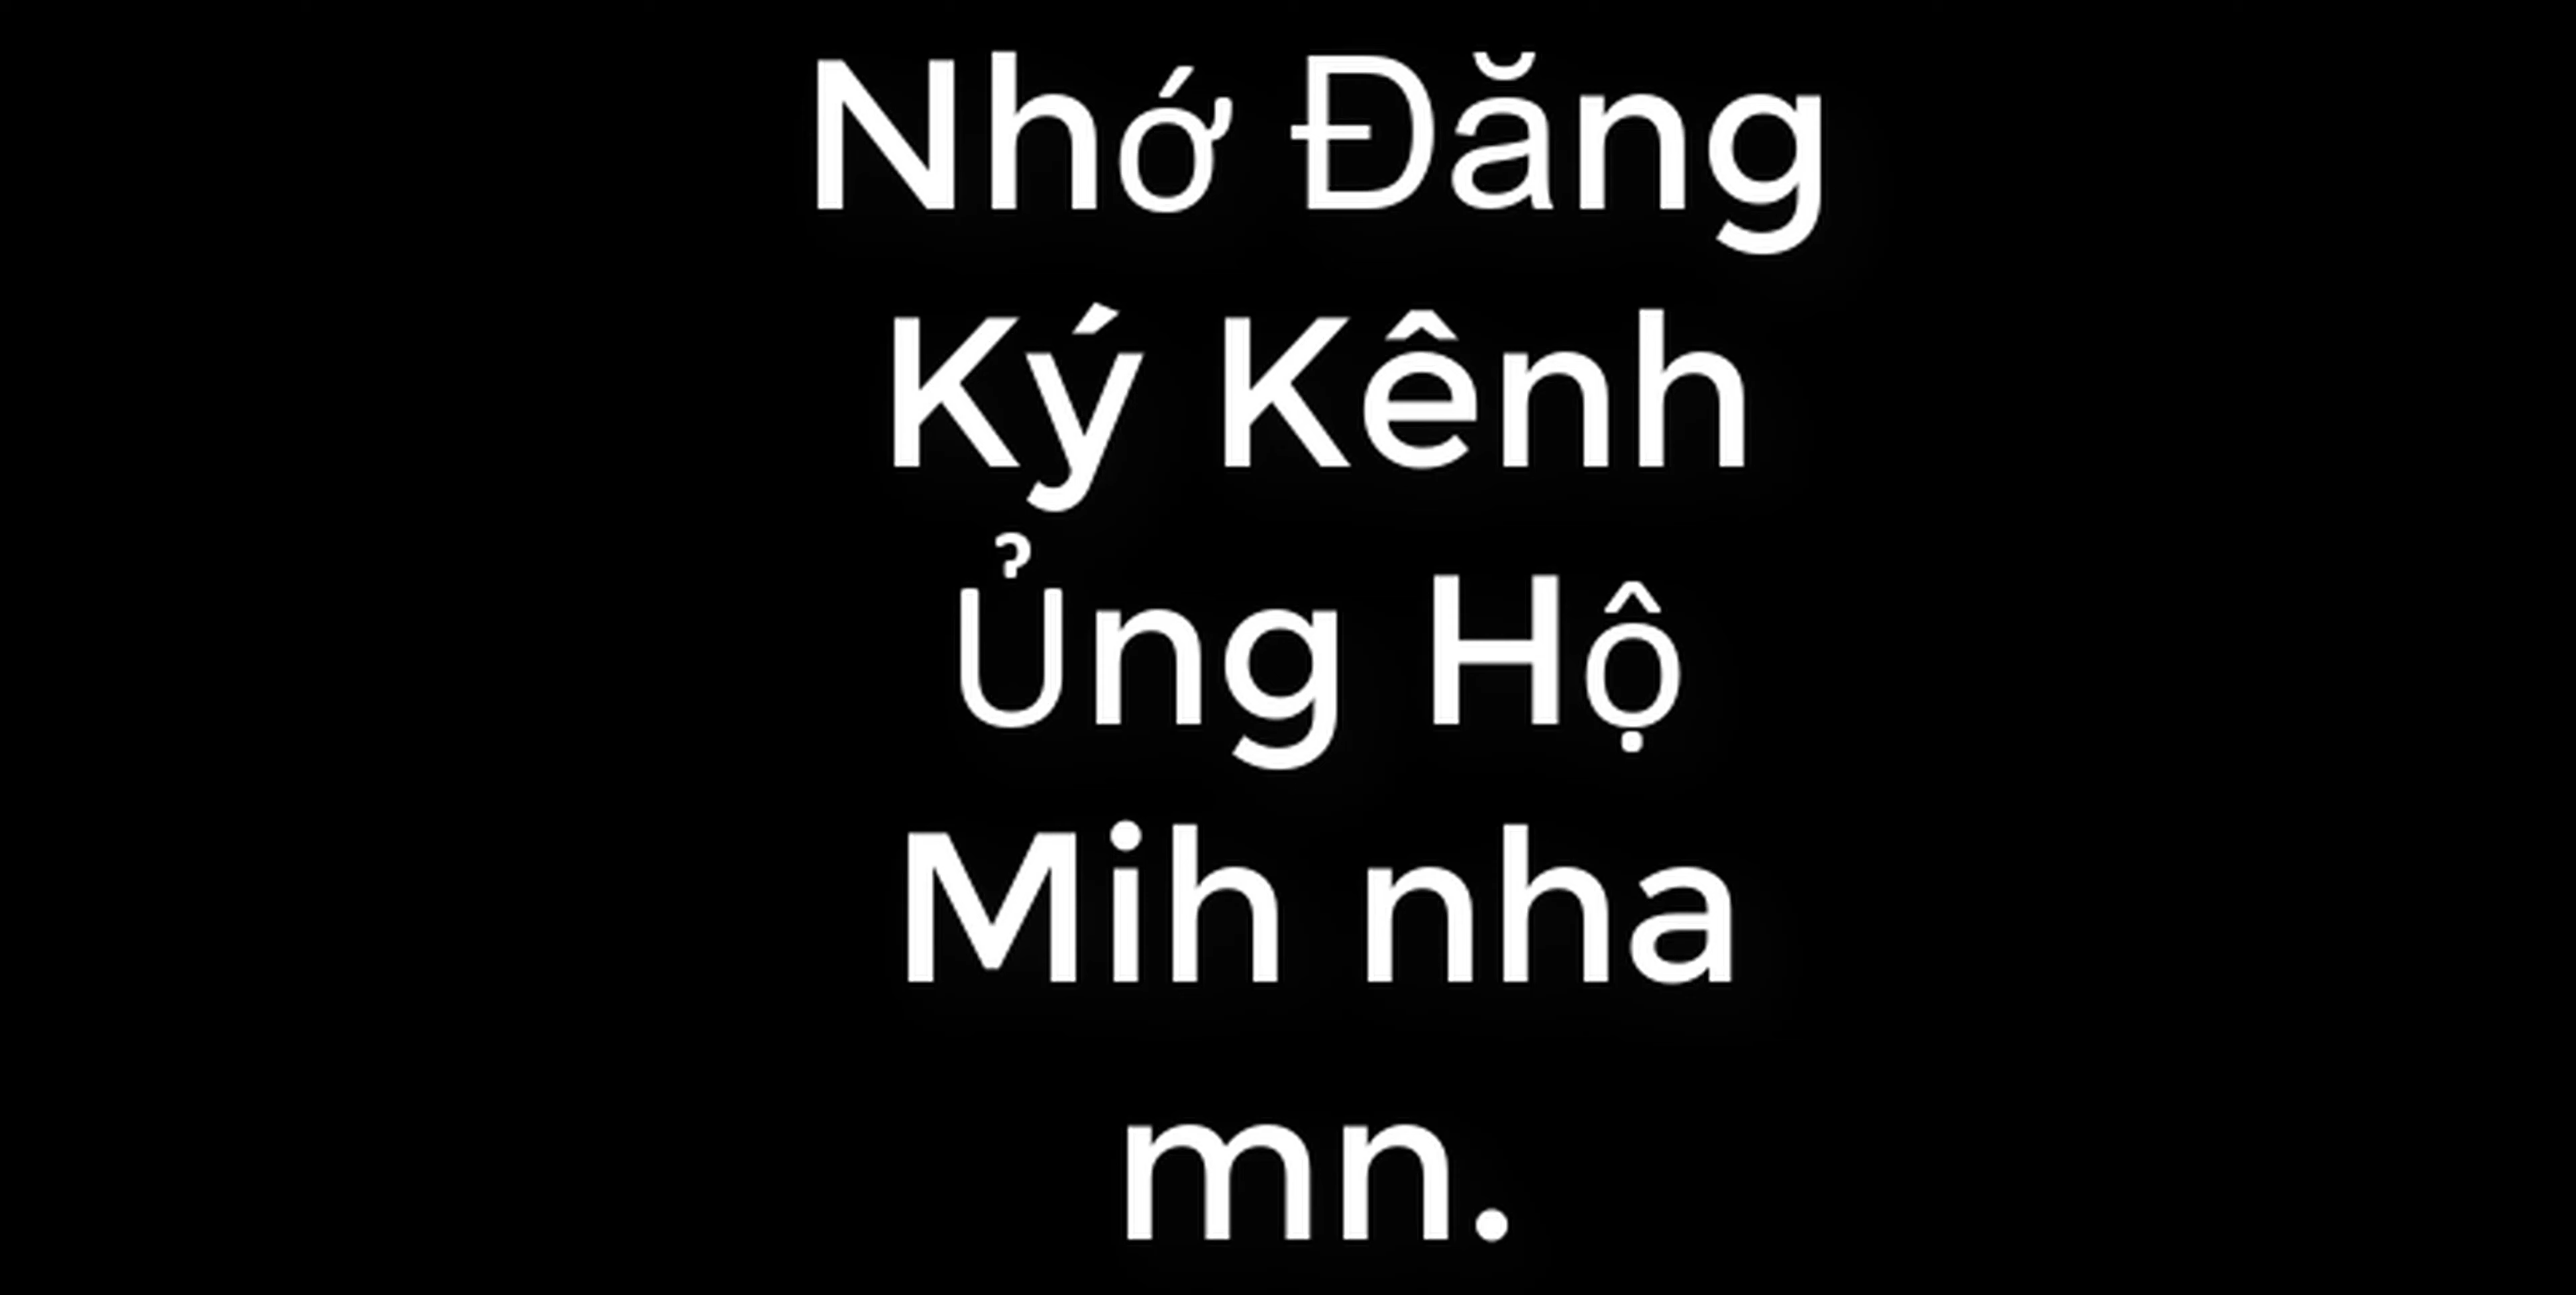 Nhớ Đăng
Ký Kênh
Ủng Hộ
Mih nha
mn.